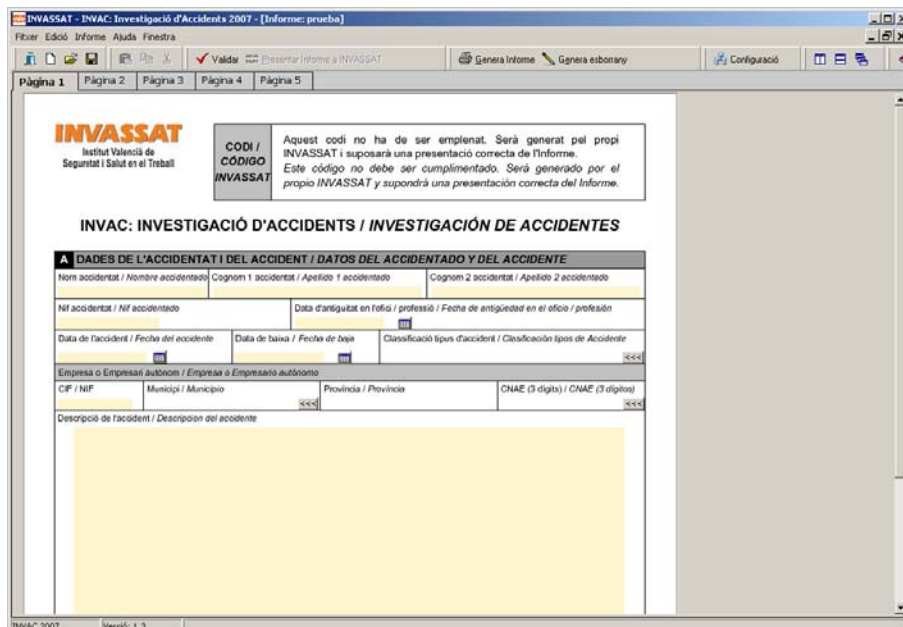 INVASSAT - INVAC: Investigació d'Accidents 2007 - [Informe: prueba]
Fitxer Edició Informe Ajuda Finestra
Validar Presentar Informe a INVASSAT Genera Informe Genera esborrany Configuració
Pàgina 1 Pàgina 2 Pàgina 3 Pàgina 4 Pàgina 5
INVASSAT
Institut Valencià de
Seguretat i Salut en el Treball
CODI /
CÓDIGO
INVASSAT
Aquest codi no ha de ser emplenat. Serà generat pel propi
INVASSAT i suposarà una presentació correcta de l'Informe.
Este código no debe ser cumplimentado. Será generado por el
propio INVASSAT y supondrá una presentación correcta del Informe.
INVAC: INVESTIGACIÓ D'ACCIDENTS / INVESTIGACIÓN DE ACCIDENTES
A DADES DE L'ACCIDENTAT I DEL ACCIDENT / DATOS DEL ACCIDENTADO Y DEL ACCIDENTE
Nom accidentat / Nombre accidentado Cognom 1 accidentat / Apellido 1 accidentado Cognom 2 accidentat / Apellido 2 accidentado
Nif accidentat / Nif accidentado Data d'antiguitat en l'ofici / professió / Fecha de antigüedad en el oficio / profesión
Data de l'accident / Fecha del accidente Data de baixa / Fecha de baja Classificació tipus d'accident / Clasificación tipos de Accidente
<<<
Empresa o Empresari autònom / Empresa o Empresario autónomo
CIF / NIF Municipi / Municipio Província / Provincia CNAE (3 dígits) / CNAE (3 dígitos)
<<< <<<
Descripció de l'accident / Descripcion del accidente
INVAC 2007 Versió: 1.3